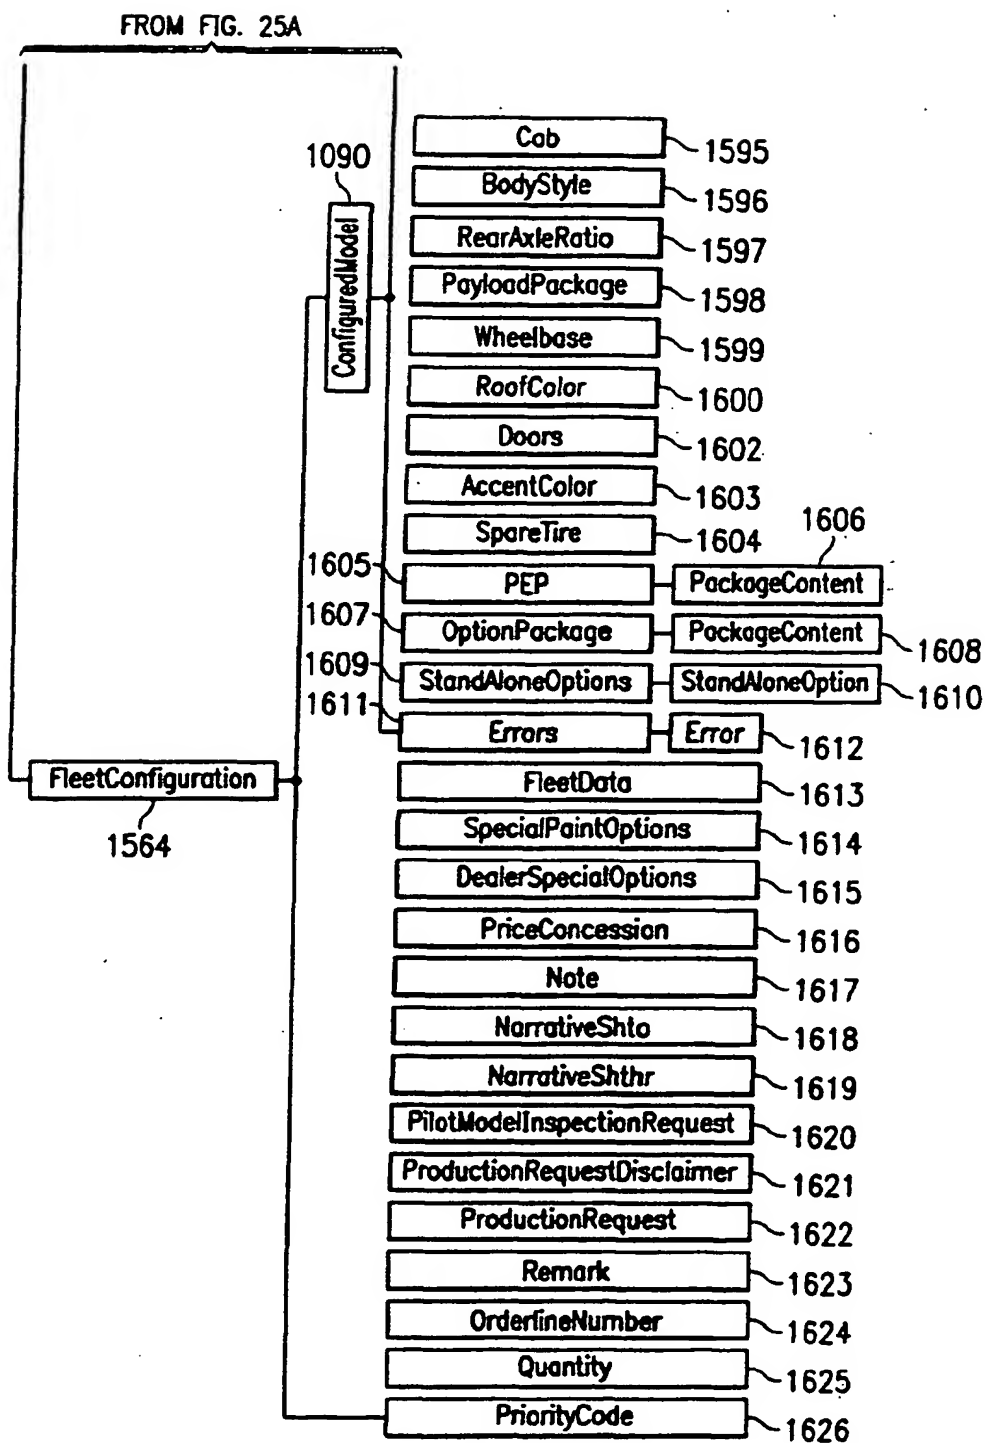 FROM FIG. 25A
1090
ConfiguredModel
Cab
1595
BodyStyle
1596
RearAxleRatio
1597
PayloadPackage
1598
Wheelbase
1599
RoofColor
1600
Doors
1602
AccentColor
1603
SpareTire
1604
1606
1605
PEP
PackageContent
1607
OptionPackage
PackageContent
1608
1609
StandAloneOptions
StandAloneOption
1610
1611
Errors
Error
1612
FleetConfiguration
1564
FleetData
1613
SpecialPaintOptions
1614
DealerSpecialOptions
1615
PriceConcession
1616
Note
1617
NarrativeShto
1618
NarrativeShthr
1619
PilotModelInspectionRequest
1620
ProductionRequestDisclaimer
1621
ProductionRequest
1622
Remark
1623
OrderlineNumber
1624
Quantity
1625
PriorityCode
1626